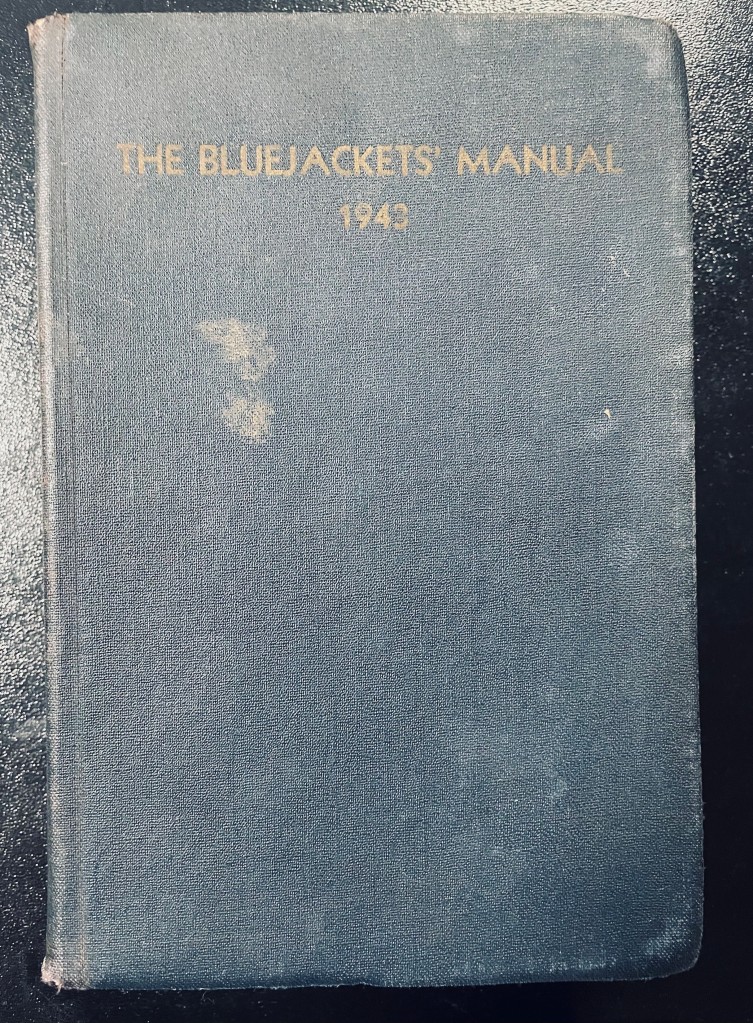 THE BLUEJACKETS' MANUAL
1943